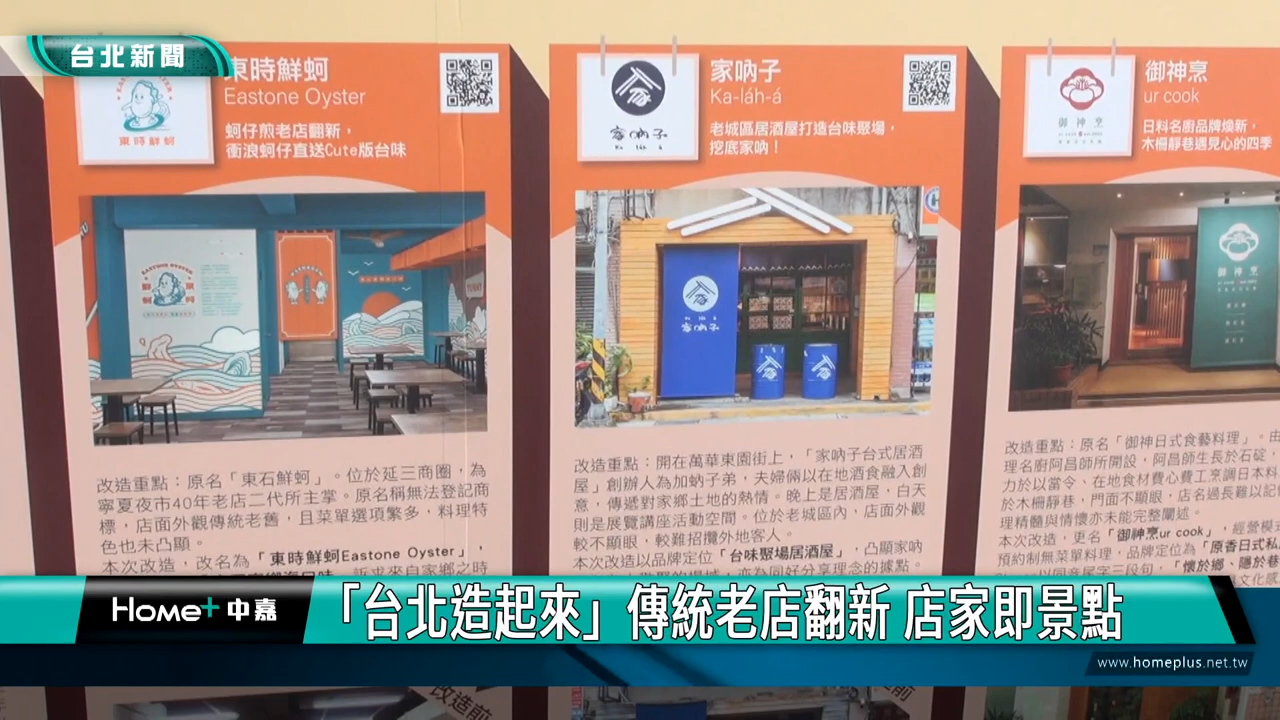 台北新聞
東時鮮蚵
Eastone Oyster
蚵仔煎老店翻新，
衝浪蚵仔直送Cute版台味
改造重點：原名「東石鮮蚵」。位於延三商圈，為
寧夏夜市40年老店二代所主掌。原名稱無法登記商
標，店面外觀傳統老舊，且菜單選項繁多，料理特
色也未凸顯。
本次改造，改名為「東時鮮蚵Eastone Oyster」，
家吶子
Ka-láh-á
老城區居酒屋打造台味聚場，
挖底家吶！
家吶子
改造重點：開在萬華東園街上，「家吶子台式居酒
屋」創辦人為加蚋子弟，夫婦倆以在地酒食融入創
意，傳遞對家鄉土地的熱情。晚上是居酒屋，白天
則是展覽講座活動空間。位於老城區內，店面外觀
較不顯眼，較難招攬外地客人。
本次改造以品牌定位「台味聚場居酒屋」，凸顯家吶
御神烹
ur cook
日料名廚品牌煥新，
木柵靜巷遇見心的四季
御神烹
改造重點：原名「御神日式食藝料理」。由
理名廚阿昌師所開設，阿昌師生長於石碇，
力於以當令、在地食材費心費工烹調日本料
於木柵靜巷，門面不顯眼，店名過長難以記
理精髓與情懷亦未能完整闡述。
本次改造，更名「御神烹ur cook」，經營模
預約制無菜單料理，品牌定位為「原香日式私
「懷於鄉、隱於巷
Home+中嘉
「台北造起來」傳統老店翻新 店家即景點
www.homeplus.net.tw
改造前